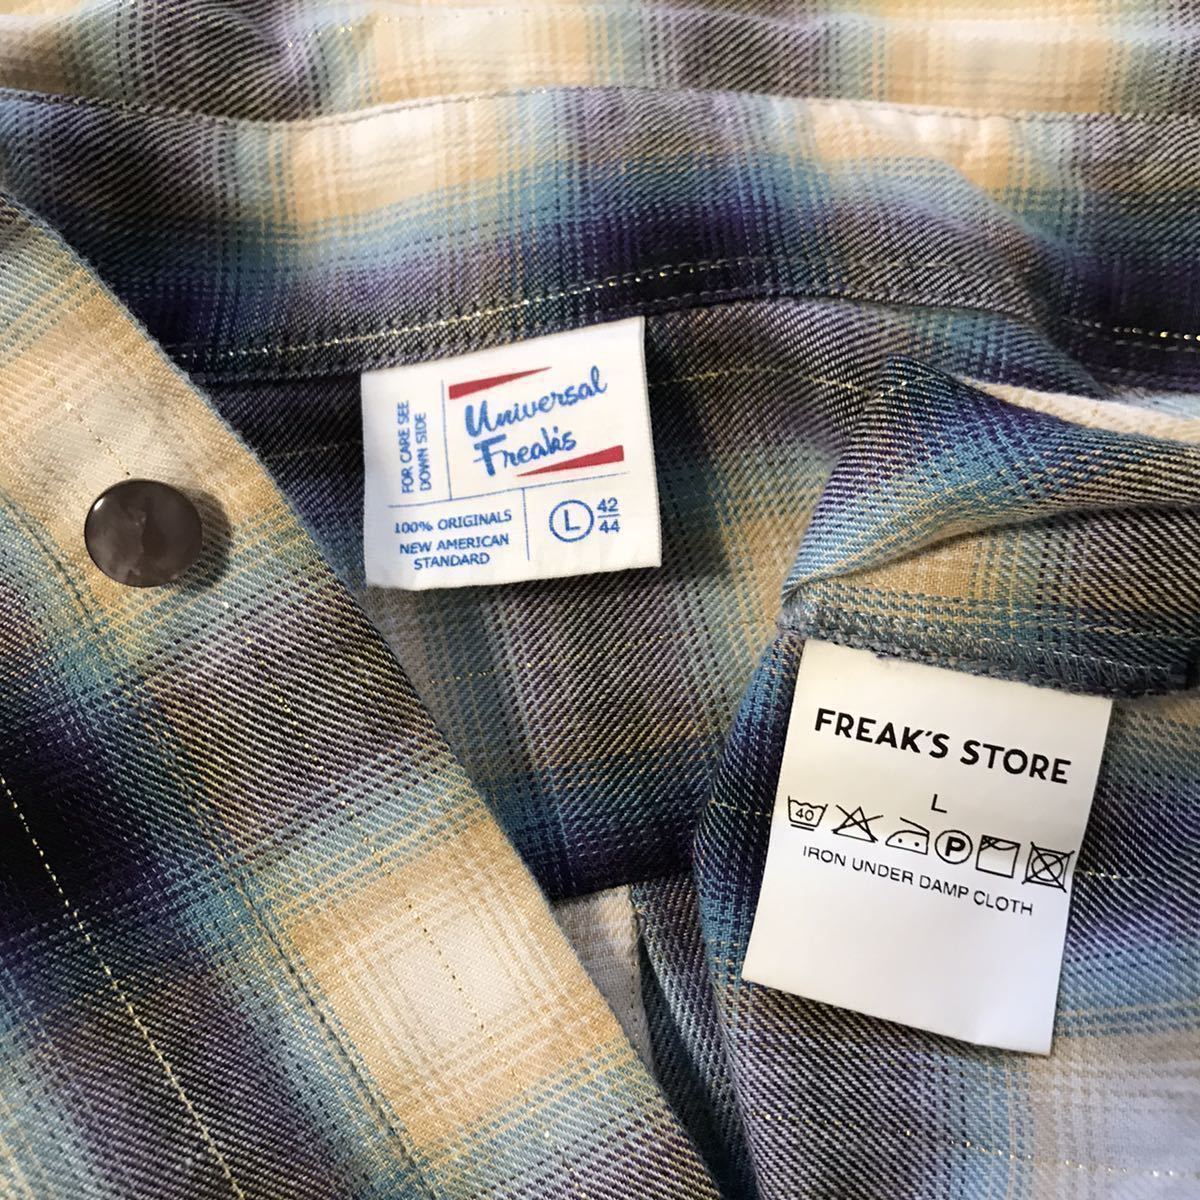 FOR CARE SEE
DOWN SIDE
Universal
Freaks
100% ORIGINALS
NEW AMERICAN
STANDARD
L 42
44
FREAK'S STORE
L
40 P
IRON UNDER DAMP CLOTH